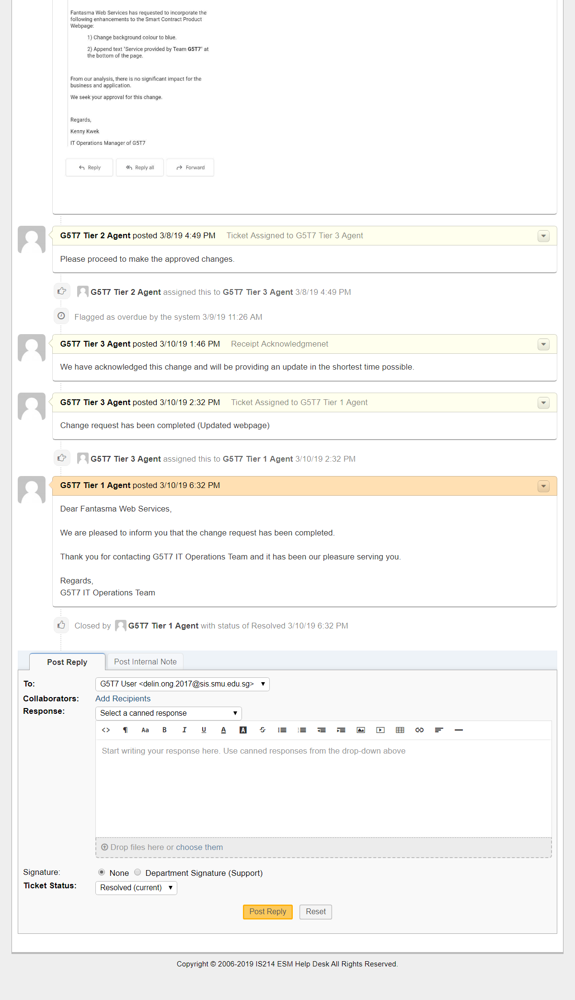 Fantasma Web Services has requested to incorporate the
following enhancements to the Smart Contract Product
Webpage:
1) Change background colour to blue.
2) Append text "Service provided by Team G5T7" at
the bottom of the page.
From our analysis, there is no significant impact for the
business and application.
We seek your approval for this change.
Regards,
Kenny Kwek
IT Operations Manager of G5T7
Reply Reply all Forward
G5T7 Tier 2 Agent posted 3/8/19 4:49 PM Ticket Assigned to G5T7 Tier 3 Agent
Please proceed to make the approved changes.
G5T7 Tier 2 Agent assigned this to G5T7 Tier 3 Agent 3/8/19 4:49 PM
Flagged as overdue by the system 3/9/19 11:26 AM
G5T7 Tier 3 Agent posted 3/10/19 1:46 PM Receipt Acknowledgmenet
We have acknowledged this change and will be providing an update in the shortest time possible.
G5T7 Tier 3 Agent posted 3/10/19 2:32 PM Ticket Assigned to G5T7 Tier 1 Agent
Change request has been completed (Updated webpage)
G5T7 Tier 3 Agent assigned this to G5T7 Tier 1 Agent 3/10/19 2:32 PM
G5T7 Tier 1 Agent posted 3/10/19 6:32 PM
Dear Fantasma Web Services,
We are pleased to inform you that the change request has been completed.
Thank you for contacting G5T7 IT Operations Team and it has been our pleasure serving you.
Regards,
G5T7 IT Operations Team
Closed by G5T7 Tier 1 Agent with status of Resolved 3/10/19 6:32 PM
Post Reply Post Internal Note
To: G5T7 User <delin.ong.2017@sis.smu.edu.sg>
Collaborators: Add Recipients
Response: Select a canned response
Aa B I U A A S
Start writing your response here. Use canned responses from the drop-down above
Drop files here or choose them
Signature: None Department Signature (Support)
Ticket Status: Resolved (current)
Post Reply Reset
Copyright © 2006-2019 IS214 ESM Help Desk All Rights Reserved.